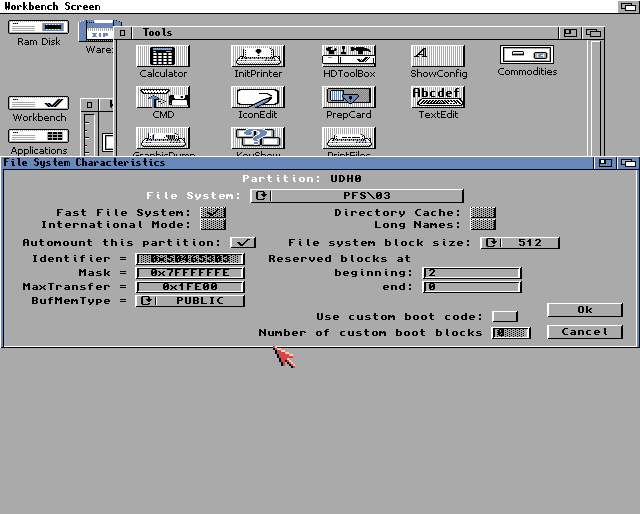 Workbench Screen
Ram Disk
ZIP
Ware
Tools
Calculator
InitPrinter
HDToolBox
A
ShowConfig
Commodities
Workbench
CMD
IconEdit
PrepCard
Abcdef
TextEdit
Applications
GraphicDump
KeyShow
PrintFiles
File System Characteristics
Partition: UDH0
File System: PFS\03
Fast File System:
Directory Cache:
International Mode:
Long Names:
Automount this partition:
File system block size: 512
Identifier = 0x50465303
Reserved blocks at
Mask = 0x7FFFFFFE
beginning: 2
MaxTransfer = 0x1FE00
end: 0
BufMemType = PUBLIC
Use custom boot code:
Ok
Number of custom boot blocks 0
Cancel